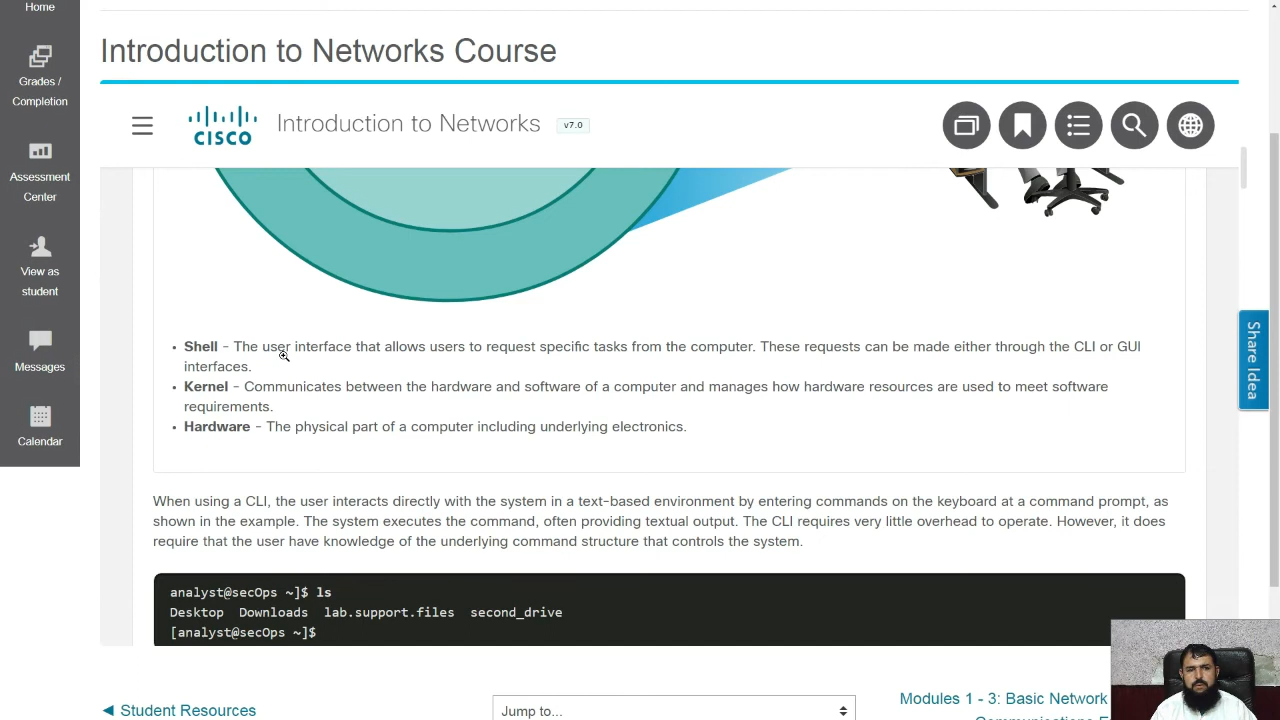 Home
Grades /
Completion
Assessment
Center
View as
student
Messages
Calendar
Introduction to Networks Course
CISCO
Introduction to Networks
v7.0
• Shell - The user interface that allows users to request specific tasks from the computer. These requests can be made either through the CLI or GUI
interfaces.
• Kernel - Communicates between the hardware and software of a computer and manages how hardware resources are used to meet software
requirements.
• Hardware - The physical part of a computer including underlying electronics.
When using a CLI, the user interacts directly with the system in a text-based environment by entering commands on the keyboard at a command prompt, as
shown in the example. The system executes the command, often providing textual output. The CLI requires very little overhead to operate. However, it does
require that the user have knowledge of the underlying command structure that controls the system.
analyst@secOps ~]$ ls
Desktop Downloads lab.support.files second_drive
[analyst@secOps ~]$
Share Idea
◄ Student Resources
Jump to...
Modules 1 - 3: Basic Network